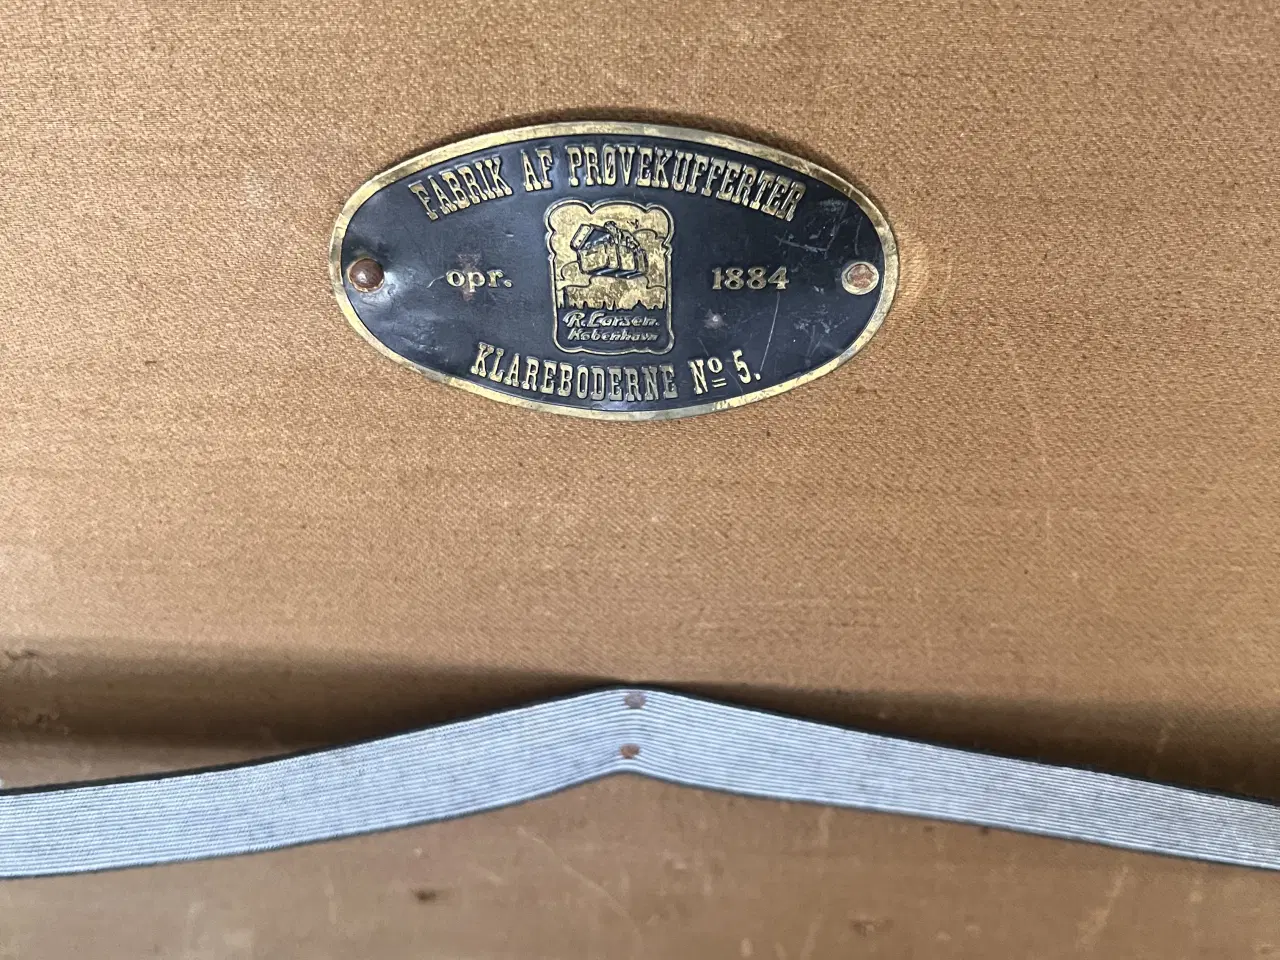 FABRIK AF PRØVEKUFFERTER
opr. 1884
R. Larsen.
København
KLAREBODERNE Nº 5.